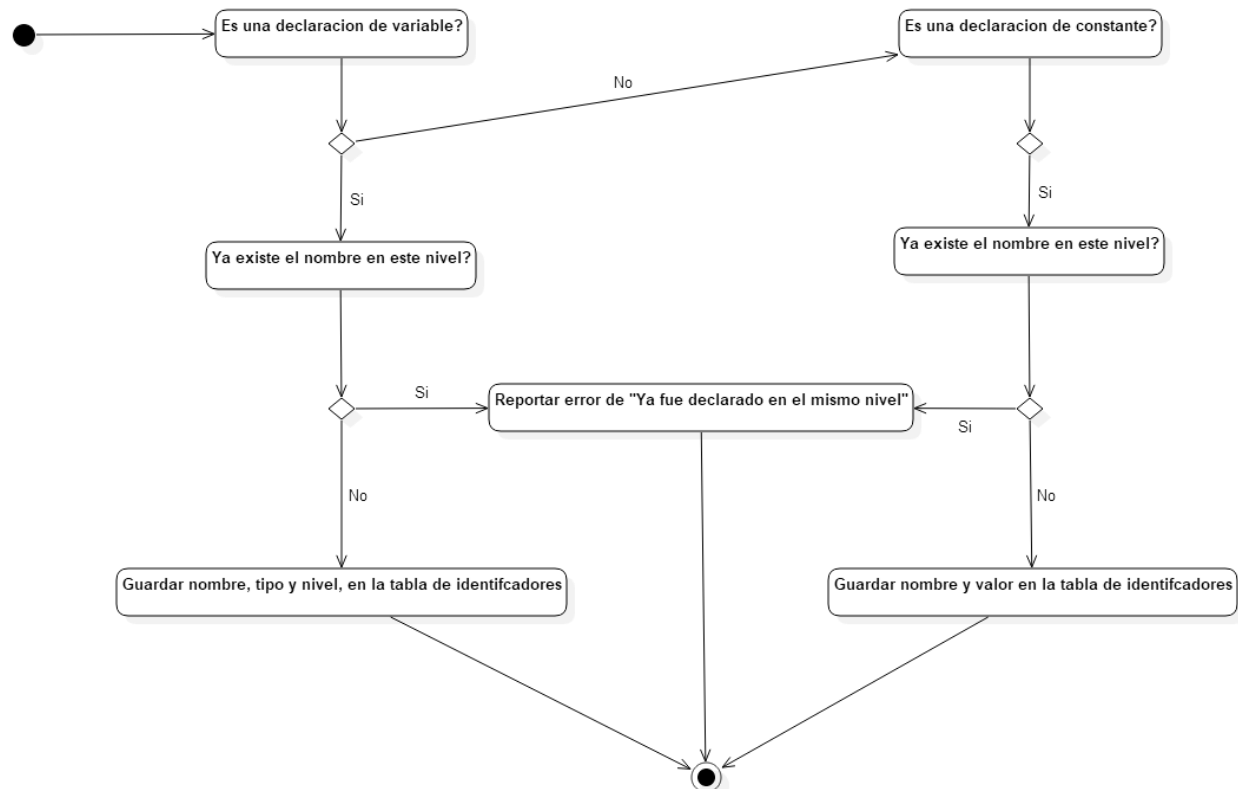 Es una declaracion de variable?
Es una declaracion de constante?
No
Si
Si
Ya existe el nombre en este nivel?
Ya existe el nombre en este nivel?
Si
Reportar error de "Ya fue declarado en el mismo nivel"
Si
No
No
Guardar nombre, tipo y nivel, en la tabla de identifcadores
Guardar nombre y valor en la tabla de identifcadores